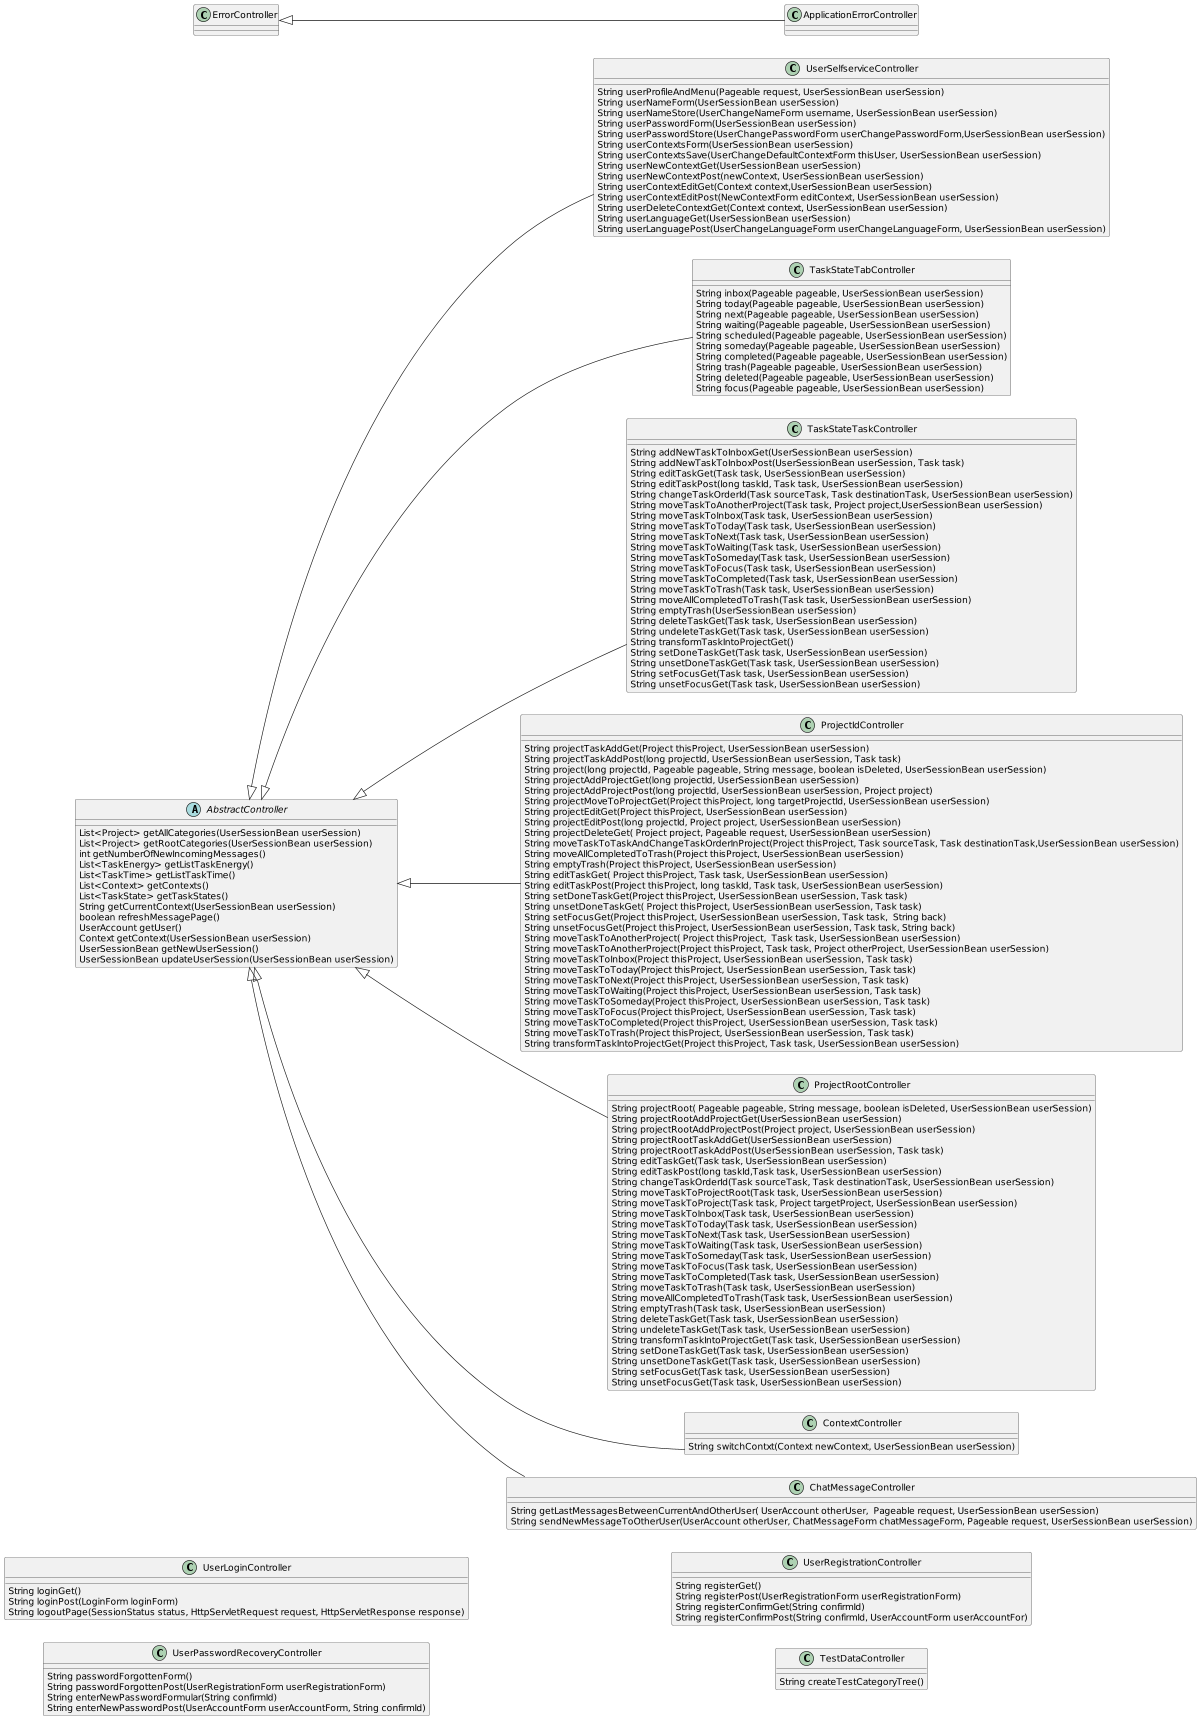 C ErrorController
C ApplicationErrorController
C UserSelfserviceController
String userProfileAndMenu(Pageable request, UserSessionBean userSession)
String userNameForm(UserSessionBean userSession)
String userNameStore(UserChangeNameForm username, UserSessionBean userSession)
String userPasswordForm(UserSessionBean userSession)
String userPasswordStore(UserChangePasswordForm userChangePasswordForm,UserSessionBean userSession)
String userContextsForm(UserSessionBean userSession)
String userContextsSave(UserChangeDefaultContextForm thisUser, UserSessionBean userSession)
String userNewContextGet(UserSessionBean userSession)
String userNewContextPost(newContext, UserSessionBean userSession)
String userContextEditGet(Context context,UserSessionBean userSession)
String userContextEditPost(NewContextForm editContext, UserSessionBean userSession)
String userDeleteContextGet(Context context, UserSessionBean userSession)
String userLanguageGet(UserSessionBean userSession)
String userLanguagePost(UserChangeLanguageForm userChangeLanguageForm, UserSessionBean userSession)
C TaskStateTabController
String inbox(Pageable pageable, UserSessionBean userSession)
String today(Pageable pageable, UserSessionBean userSession)
String next(Pageable pageable, UserSessionBean userSession)
String waiting(Pageable pageable, UserSessionBean userSession)
String scheduled(Pageable pageable, UserSessionBean userSession)
String someday(Pageable pageable, UserSessionBean userSession)
String completed(Pageable pageable, UserSessionBean userSession)
String trash(Pageable pageable, UserSessionBean userSession)
String deleted(Pageable pageable, UserSessionBean userSession)
String focus(Pageable pageable, UserSessionBean userSession)
C TaskStateTaskController
String addNewTaskToInboxGet(UserSessionBean userSession)
String addNewTaskToInboxPost(UserSessionBean userSession, Task task)
String editTaskGet(Task task, UserSessionBean userSession)
String editTaskPost(long taskId, Task task, UserSessionBean userSession)
String changeTaskOrderId(Task sourceTask, Task destinationTask, UserSessionBean userSession)
String moveTaskToAnotherProject(Task task, Project project,UserSessionBean userSession)
String moveTaskToInbox(Task task, UserSessionBean userSession)
String moveTaskToToday(Task task, UserSessionBean userSession)
String moveTaskToNext(Task task, UserSessionBean userSession)
String moveTaskToWaiting(Task task, UserSessionBean userSession)
String moveTaskToSomeday(Task task, UserSessionBean userSession)
String moveTaskToFocus(Task task, UserSessionBean userSession)
String moveTaskToCompleted(Task task, UserSessionBean userSession)
String moveTaskToTrash(Task task, UserSessionBean userSession)
String moveAllCompletedToTrash(Task task, UserSessionBean userSession)
String emptyTrash(UserSessionBean userSession)
String deleteTaskGet(Task task, UserSessionBean userSession)
String undeleteTaskGet(Task task, UserSessionBean userSession)
String transformTaskIntoProjectGet()
String setDoneTaskGet(Task task, UserSessionBean userSession)
String unsetDoneTaskGet(Task task, UserSessionBean userSession)
String setFocusGet(Task task, UserSessionBean userSession)
String unsetFocusGet(Task task, UserSessionBean userSession)
A AbstractController
List<Project> getAllCategories(UserSessionBean userSession)
List<Project> getRootCategories(UserSessionBean userSession)
int getNumberOfNewIncomingMessages()
List<TaskEnergy> getListTaskEnergy()
List<TaskTime> getListTaskTime()
List<Context> getContexts()
List<TaskState> getTaskStates()
String getCurrentContext(UserSessionBean userSession)
boolean refreshMessagePage()
UserAccount getUser()
Context getContext(UserSessionBean userSession)
UserSessionBean getNewUserSession()
UserSessionBean updateUserSession(UserSessionBean userSession)
C ProjectIdController
String projectTaskAddGet(Project thisProject, UserSessionBean userSession)
String projectTaskAddPost(long projectId, UserSessionBean userSession, Task task)
String project(long projectId, Pageable pageable, String message, boolean isDeleted, UserSessionBean userSession)
String projectAddProjectGet(long projectId, UserSessionBean userSession)
String projectAddProjectPost(long projectId, UserSessionBean userSession, Project project)
String projectMoveToProjectGet(Project thisProject, long targetProjectId, UserSessionBean userSession)
String projectEditGet(Project thisProject, UserSessionBean userSession)
String projectEditPost(long projectId, Project project, UserSessionBean userSession)
String projectDeleteGet( Project project, Pageable request, UserSessionBean userSession)
String moveTaskToTaskAndChangeTaskOrderInProject(Project thisProject, Task sourceTask, Task destinationTask,UserSessionBean userSession)
String moveAllCompletedToTrash(Project thisProject, UserSessionBean userSession)
String emptyTrash(Project thisProject, UserSessionBean userSession)
String editTaskGet( Project thisProject, Task task, UserSessionBean userSession)
String editTaskPost(Project thisProject, long taskId, Task task, UserSessionBean userSession)
String setDoneTaskGet(Project thisProject, UserSessionBean userSession, Task task)
String unsetDoneTaskGet( Project thisProject, UserSessionBean userSession, Task task)
String setFocusGet(Project thisProject, UserSessionBean userSession, Task task,  String back)
String unsetFocusGet(Project thisProject, UserSessionBean userSession, Task task, String back)
String moveTaskToAnotherProject( Project thisProject,  Task task, UserSessionBean userSession)
String moveTaskToAnotherProject(Project thisProject, Task task, Project otherProject, UserSessionBean userSession)
String moveTaskToInbox(Project thisProject, UserSessionBean userSession, Task task)
String moveTaskToToday(Project thisProject, UserSessionBean userSession, Task task)
String moveTaskToNext(Project thisProject, UserSessionBean userSession, Task task)
String moveTaskToWaiting(Project thisProject, UserSessionBean userSession, Task task)
String moveTaskToSomeday(Project thisProject, UserSessionBean userSession, Task task)
String moveTaskToFocus(Project thisProject, UserSessionBean userSession, Task task)
String moveTaskToCompleted(Project thisProject, UserSessionBean userSession, Task task)
String moveTaskToTrash(Project thisProject, UserSessionBean userSession, Task task)
String transformTaskIntoProjectGet(Project thisProject, Task task, UserSessionBean userSession)
C ProjectRootController
String projectRoot( Pageable pageable, String message, boolean isDeleted, UserSessionBean userSession)
String projectRootAddProjectGet(UserSessionBean userSession)
String projectRootAddProjectPost(Project project, UserSessionBean userSession)
String projectRootTaskAddGet(UserSessionBean userSession)
String projectRootTaskAddPost(UserSessionBean userSession, Task task)
String editTaskGet(Task task, UserSessionBean userSession)
String editTaskPost(long taskId,Task task, UserSessionBean userSession)
String changeTaskOrderId(Task sourceTask, Task destinationTask, UserSessionBean userSession)
String moveTaskToProjectRoot(Task task, UserSessionBean userSession)
String moveTaskToProject(Task task, Project targetProject, UserSessionBean userSession)
String moveTaskToInbox(Task task, UserSessionBean userSession)
String moveTaskToToday(Task task, UserSessionBean userSession)
String moveTaskToNext(Task task, UserSessionBean userSession)
String moveTaskToWaiting(Task task, UserSessionBean userSession)
String moveTaskToSomeday(Task task, UserSessionBean userSession)
String moveTaskToFocus(Task task, UserSessionBean userSession)
String moveTaskToCompleted(Task task, UserSessionBean userSession)
String moveTaskToTrash(Task task, UserSessionBean userSession)
String moveAllCompletedToTrash(Task task, UserSessionBean userSession)
String emptyTrash(Task task, UserSessionBean userSession)
String deleteTaskGet(Task task, UserSessionBean userSession)
String undeleteTaskGet(Task task, UserSessionBean userSession)
String transformTaskIntoProjectGet(Task task, UserSessionBean userSession)
String setDoneTaskGet(Task task, UserSessionBean userSession)
String unsetDoneTaskGet(Task task, UserSessionBean userSession)
String setFocusGet(Task task, UserSessionBean userSession)
String unsetFocusGet(Task task, UserSessionBean userSession)
C ContextController
String switchContxt(Context newContext, UserSessionBean userSession)
C ChatMessageController
String getLastMessagesBetweenCurrentAndOtherUser( UserAccount otherUser,  Pageable request, UserSessionBean userSession)
String sendNewMessageToOtherUser(UserAccount otherUser, ChatMessageForm chatMessageForm, Pageable request, UserSessionBean userSession)
C UserLoginController
String loginGet()
String loginPost(LoginForm loginForm)
String logoutPage(SessionStatus status, HttpServletRequest request, HttpServletResponse response)
C UserRegistrationController
String registerGet()
String registerPost(UserRegistrationForm userRegistrationForm)
String registerConfirmGet(String confirmId)
String registerConfirmPost(String confirmId, UserAccountForm userAccountFor)
C UserPasswordRecoveryController
String passwordForgottenForm()
String passwordForgottenPost(UserRegistrationForm userRegistrationForm)
String enterNewPasswordFormular(String confirmId)
String enterNewPasswordPost(UserAccountForm userAccountForm, String confirmId)
C TestDataController
String createTestCategoryTree()